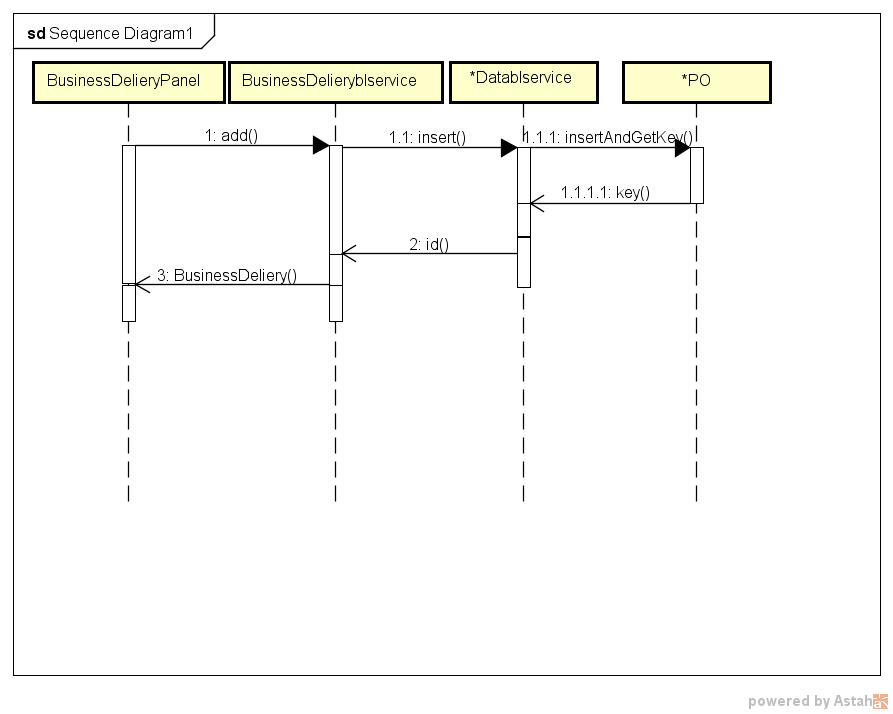 sd Sequence Diagram1
BusinessDelieryPanel
BusinessDelieryblservice
*Datablservice
*PO
1: add()
1.1: insert()
1.1.1: insertAndGetKey()
1.1.1.1: key()
2: id()
3: BusinessDeliery()
powered by Astah